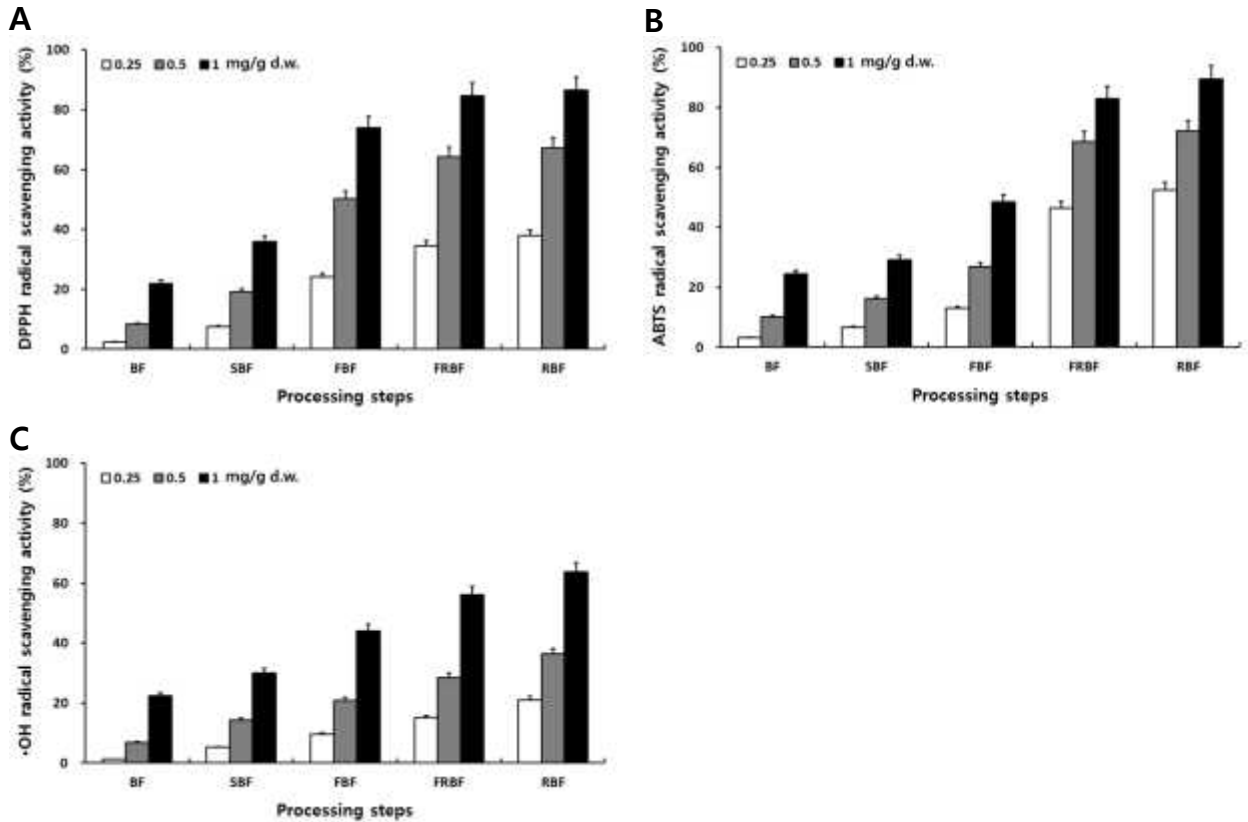 A
DPPH radical scavenging activity (%)
100
80
60
40
20
0
0.25 0.5 1 mg/g d.w.
BF SBF FBF FRBF RBF
Processing steps
B
ABTS radical scavenging activity (%)
100
80
60
40
20
0
0.25 0.5 1 mg/g d.w.
BF SBF FBF FRBF RBF
Processing steps
C
·OH radical scavenging activity (%)
100
80
60
40
20
0
0.25 0.5 1 mg/g d.w.
BF SBF FBF FRBF RBF
Processing steps